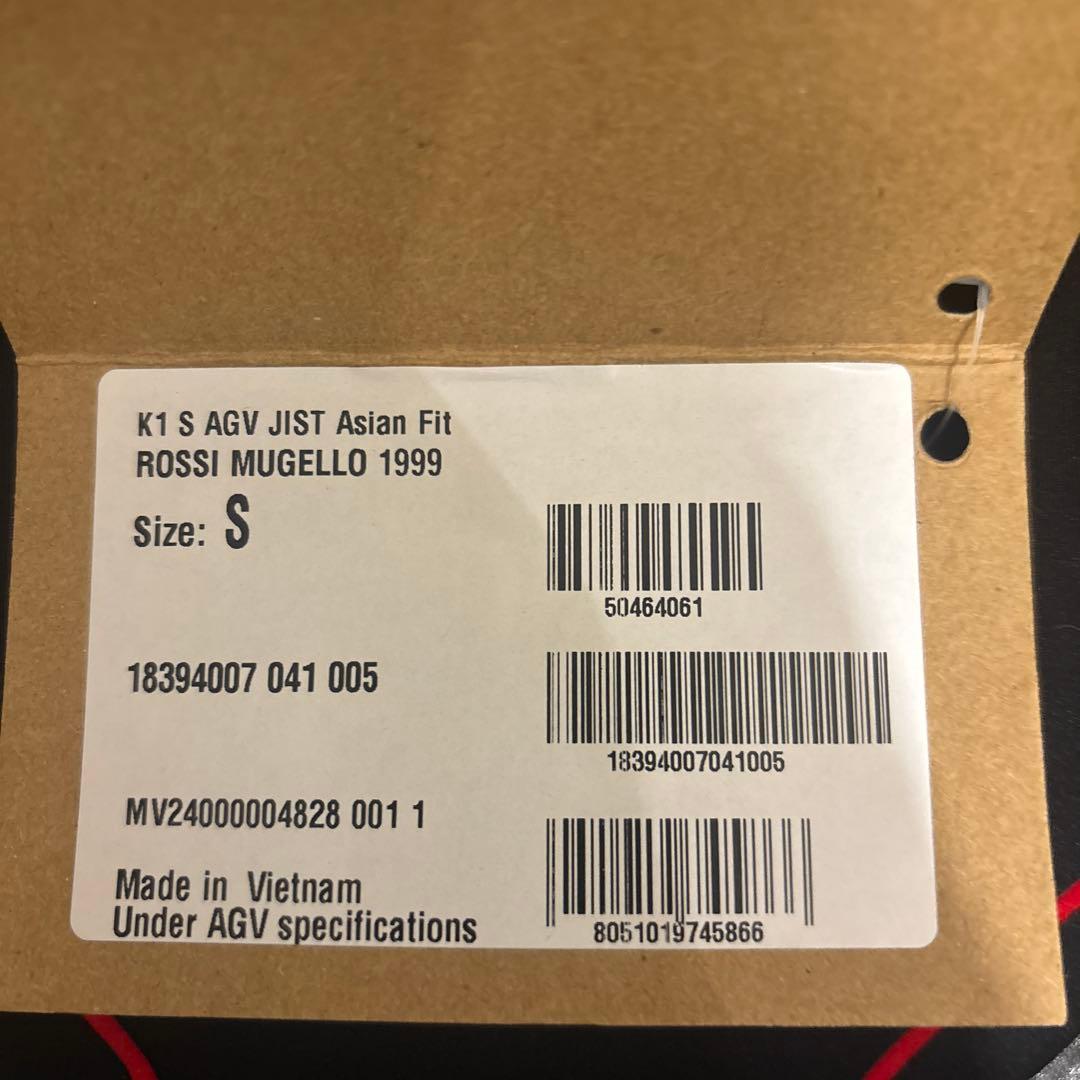 K1 S AGV JIST Asian Fit
ROSSI MUGELLO 1999
Size: S
50464061
18394007 041 005
18394007041005
MV24000004828 001 1
Made in Vietnam
Under AGV specifications
8051019745866